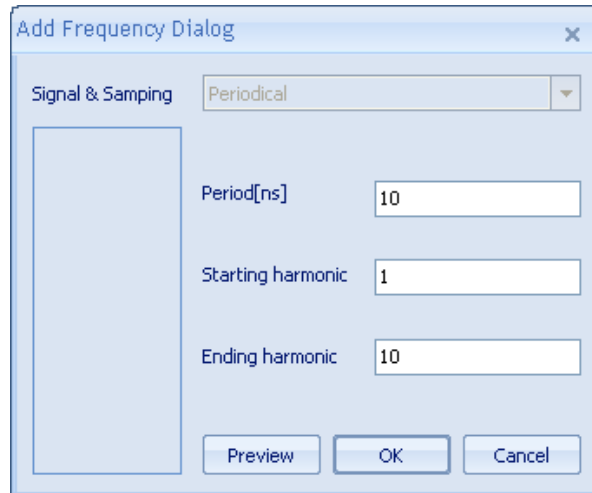 Add Frequency Dialog
Signal & Samping Periodical
Period[ns] 10
Starting harmonic 1
Ending harmonic 10
Preview OK Cancel